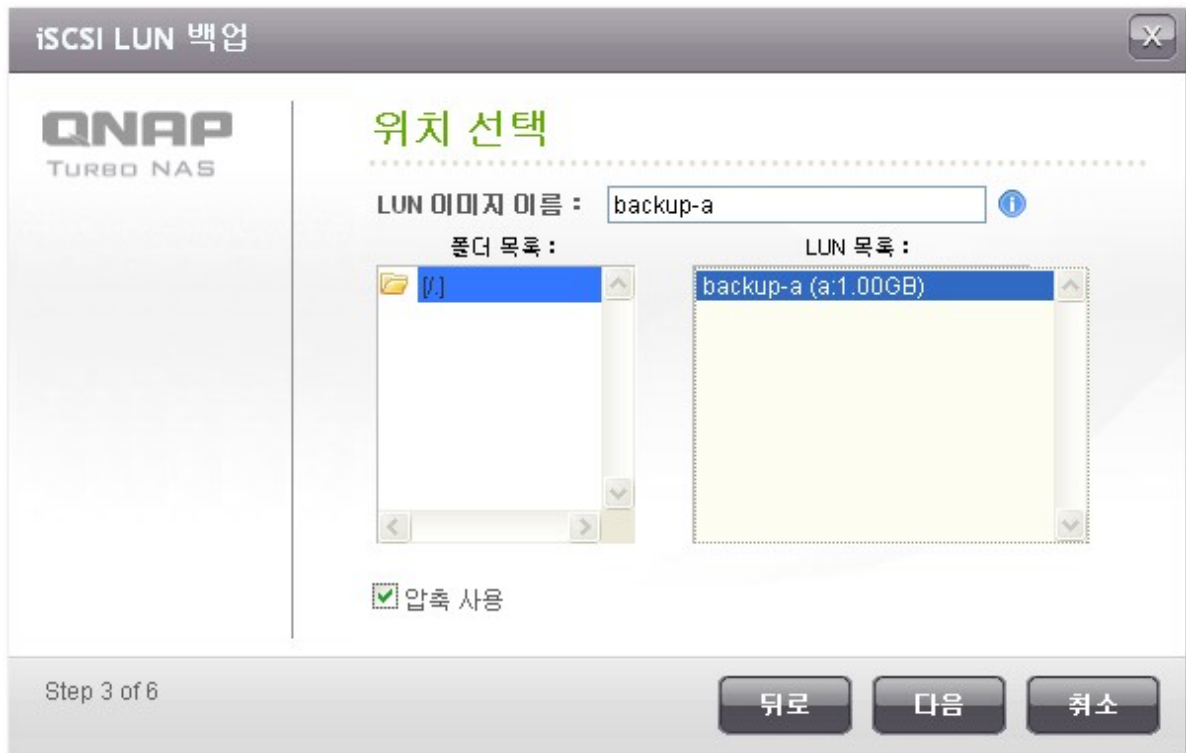 iSCSI LUN 백업
X
QNAP
TURBO NAS
위치 선택
LUN 이미지 이름 : backup-a
폴더 목록 : LUN 목록 :
[/.] backup-a (a:1.00GB)
압축 사용
Step 3 of 6 뒤로 다음 취소